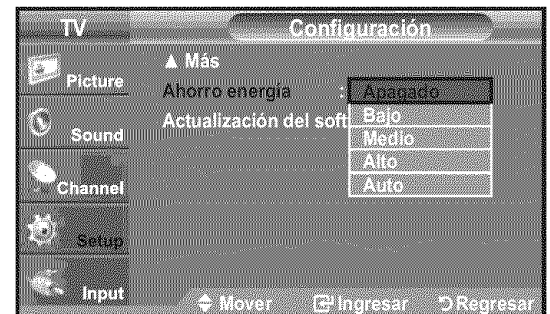 TV
Configuración
Picture
Sound
Channel
Setup
Input
▲ Más
Ahorro energía : Apagado
Actualización del soft
Bajo
Medio
Alto
Auto
Mover Ingresar Regresar